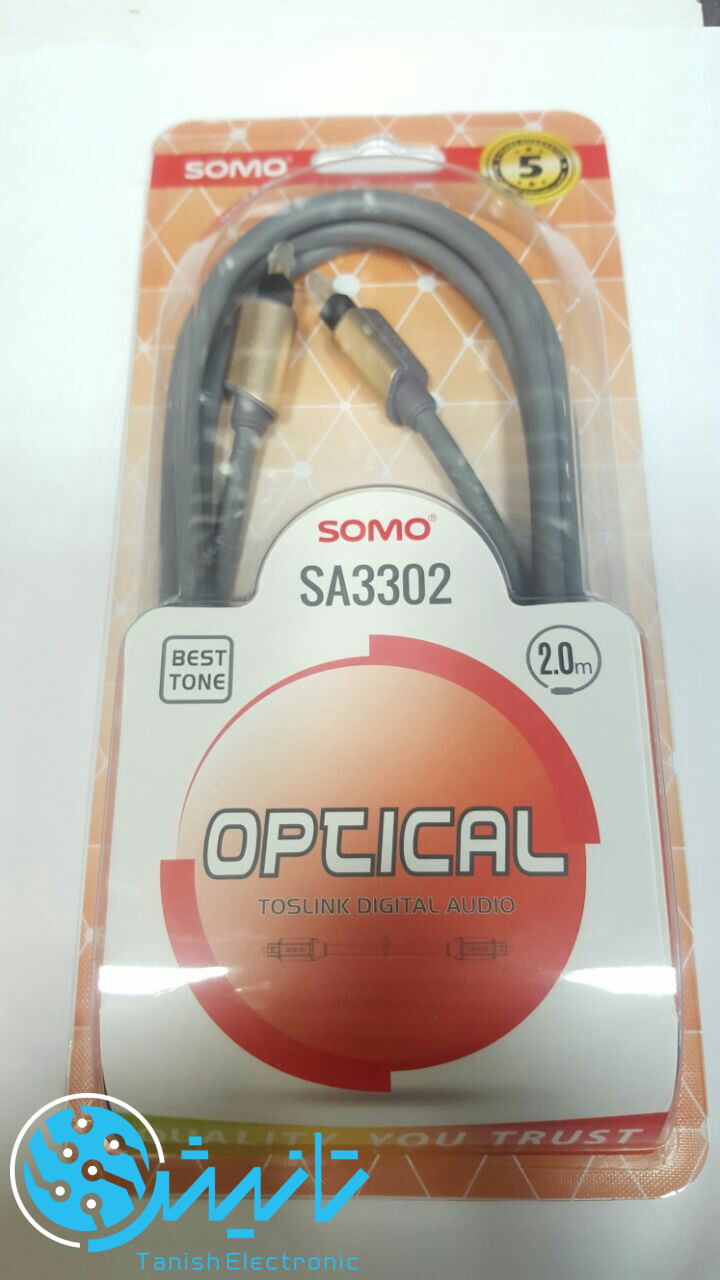 SOMO®
5
SOMO®
SA3302
BEST
TONE
2.0m
OPTICAL
TOSLINK DIGITAL AUDIO
QUALITY YOU TRUST
تانیش
Tanish Electronic